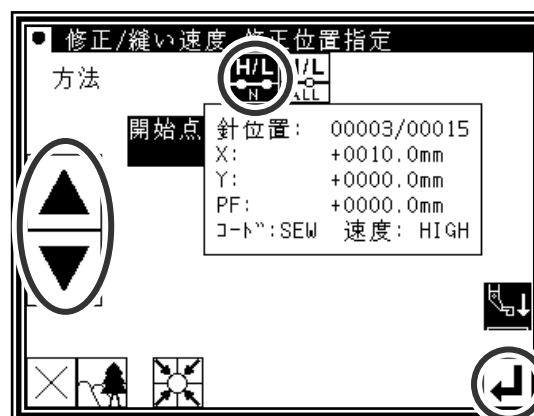 修正/縫い速度 修正位置指定
方法
H/L
N
H/L
ALL
開始点
針位置: 00003/00015
X: +0010.0mm
Y: +0000.0mm
PF: +0000.0mm
コード:SEW 速度: HIGH
H